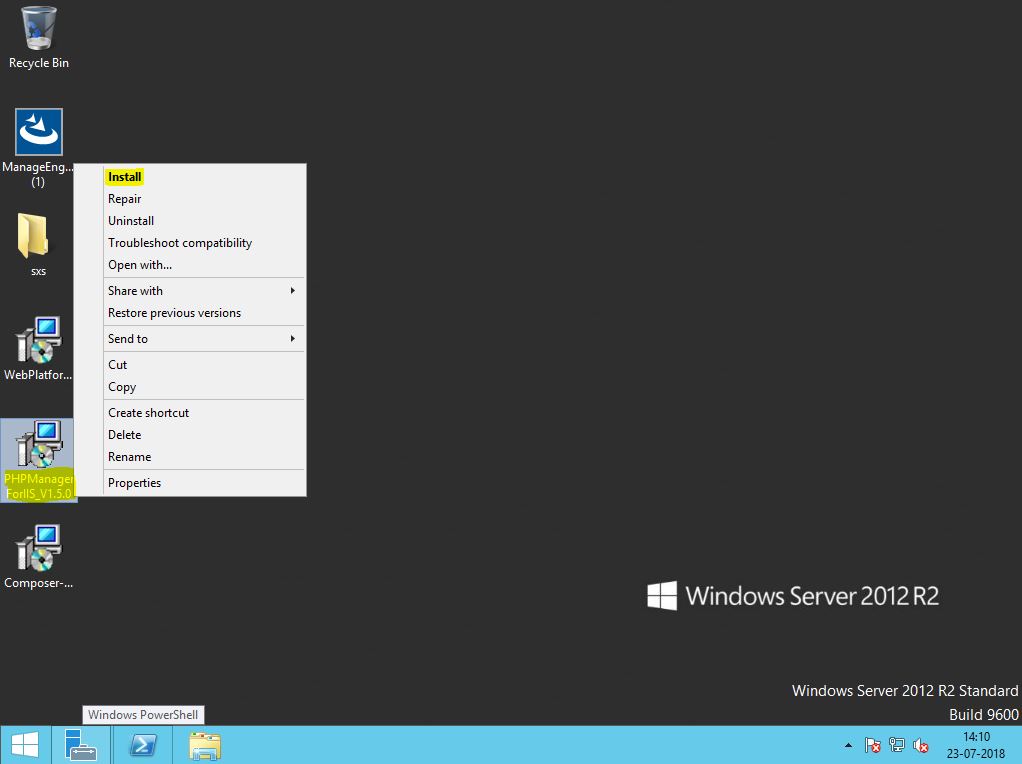 Recycle Bin
ManageEng...
(1)
sxs
WebPlatfor...
PHPManager
ForIIS_V1.5.0
Composer-...
Install
Repair
Uninstall
Troubleshoot compatibility
Open with...
Share with
Restore previous versions
Send to
Cut
Copy
Create shortcut
Delete
Rename
Properties
Windows Server 2012 R2
Windows Server 2012 R2 Standard
Build 9600
Windows PowerShell
14:10
23-07-2018